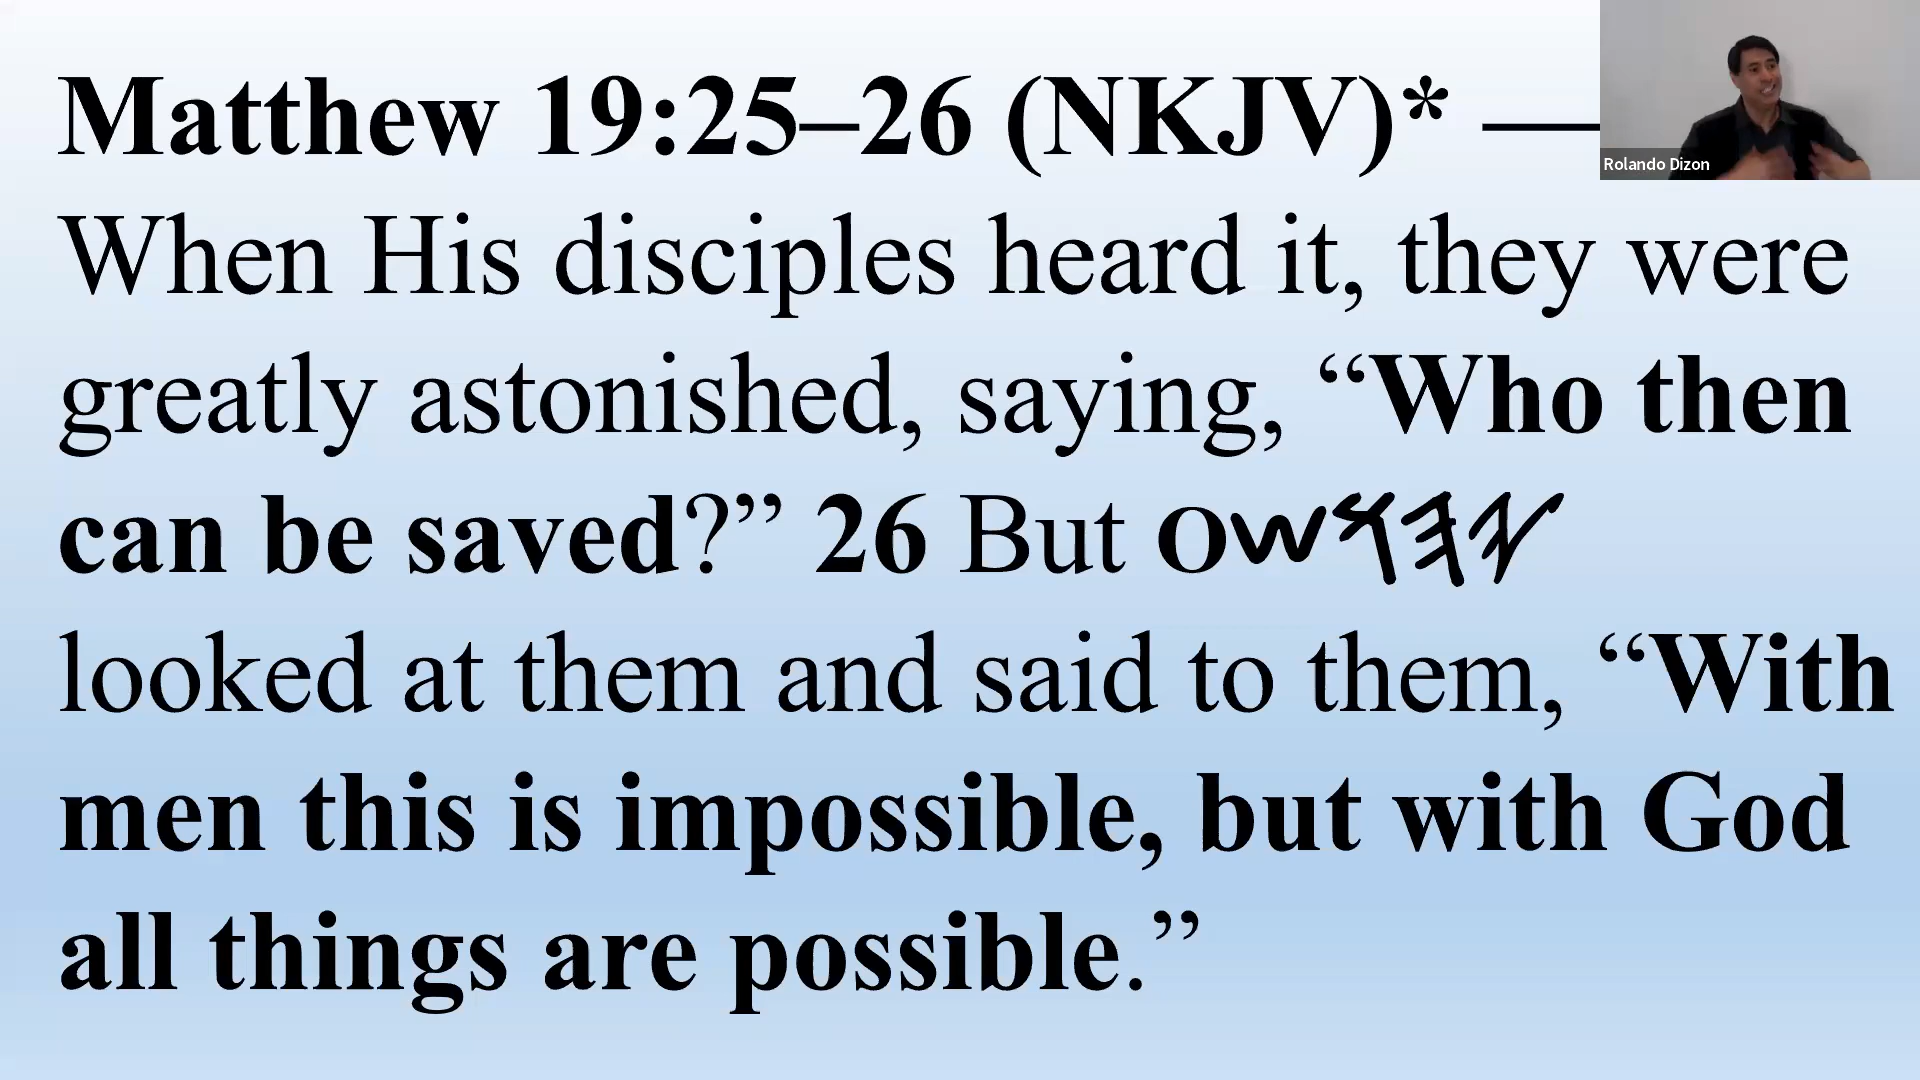 Matthew 19:25–26 (NKJV)* —
When His disciples heard it, they were
greatly astonished, saying, “Who then
can be saved?” 26 But 𐤉𐤄𐤅𐤔𐤏
looked at them and said to them, “With
men this is impossible, but with God
all things are possible.”
Rolando Dizon